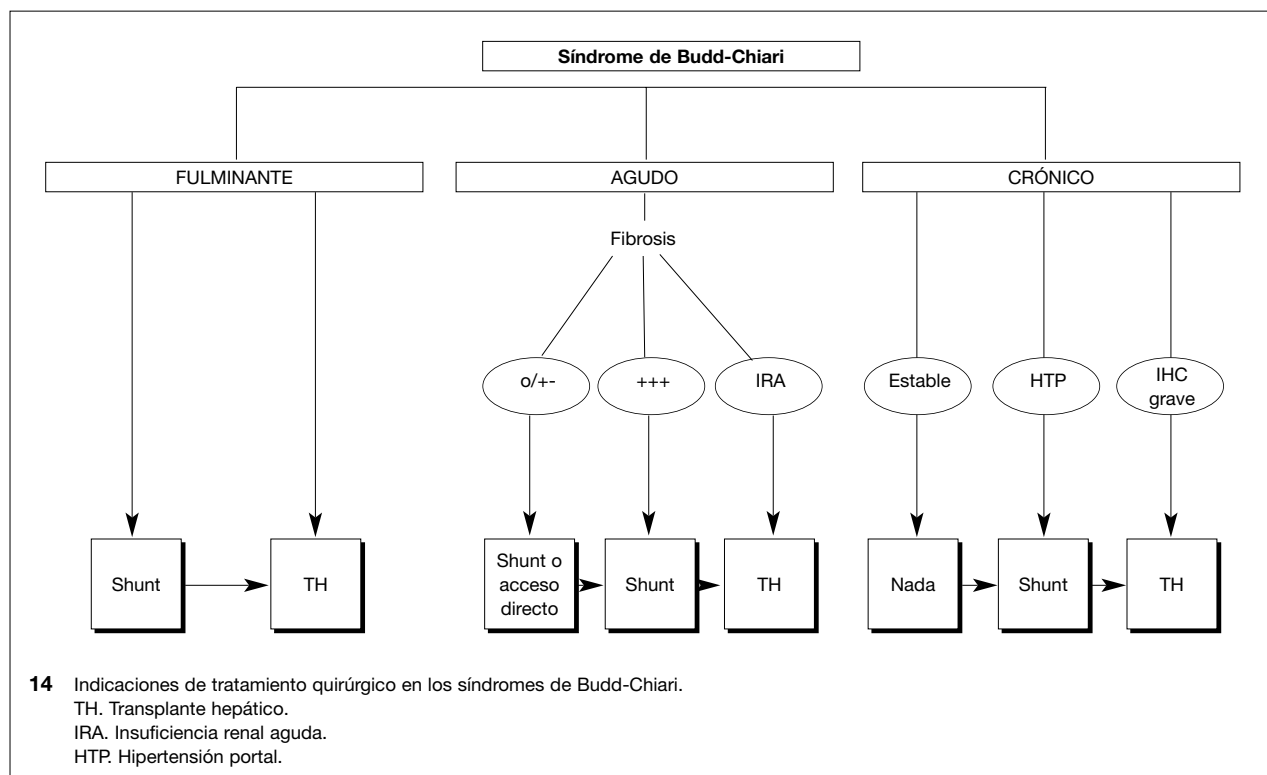 Síndrome de Budd-Chiari
FULMINANTE
AGUDO
CRÓNICO
Fibrosis
o/+-
+++
IRA
Estable
HTP
IHC
grave
Shunt
TH
Shunt o
acceso
directo
Shunt
TH
Nada
Shunt
TH
14 Indicaciones de tratamiento quirúrgico en los síndromes de Budd-Chiari.
TH. Transplante hepático.
IRA. Insuficiencia renal aguda.
HTP. Hipertensión portal.